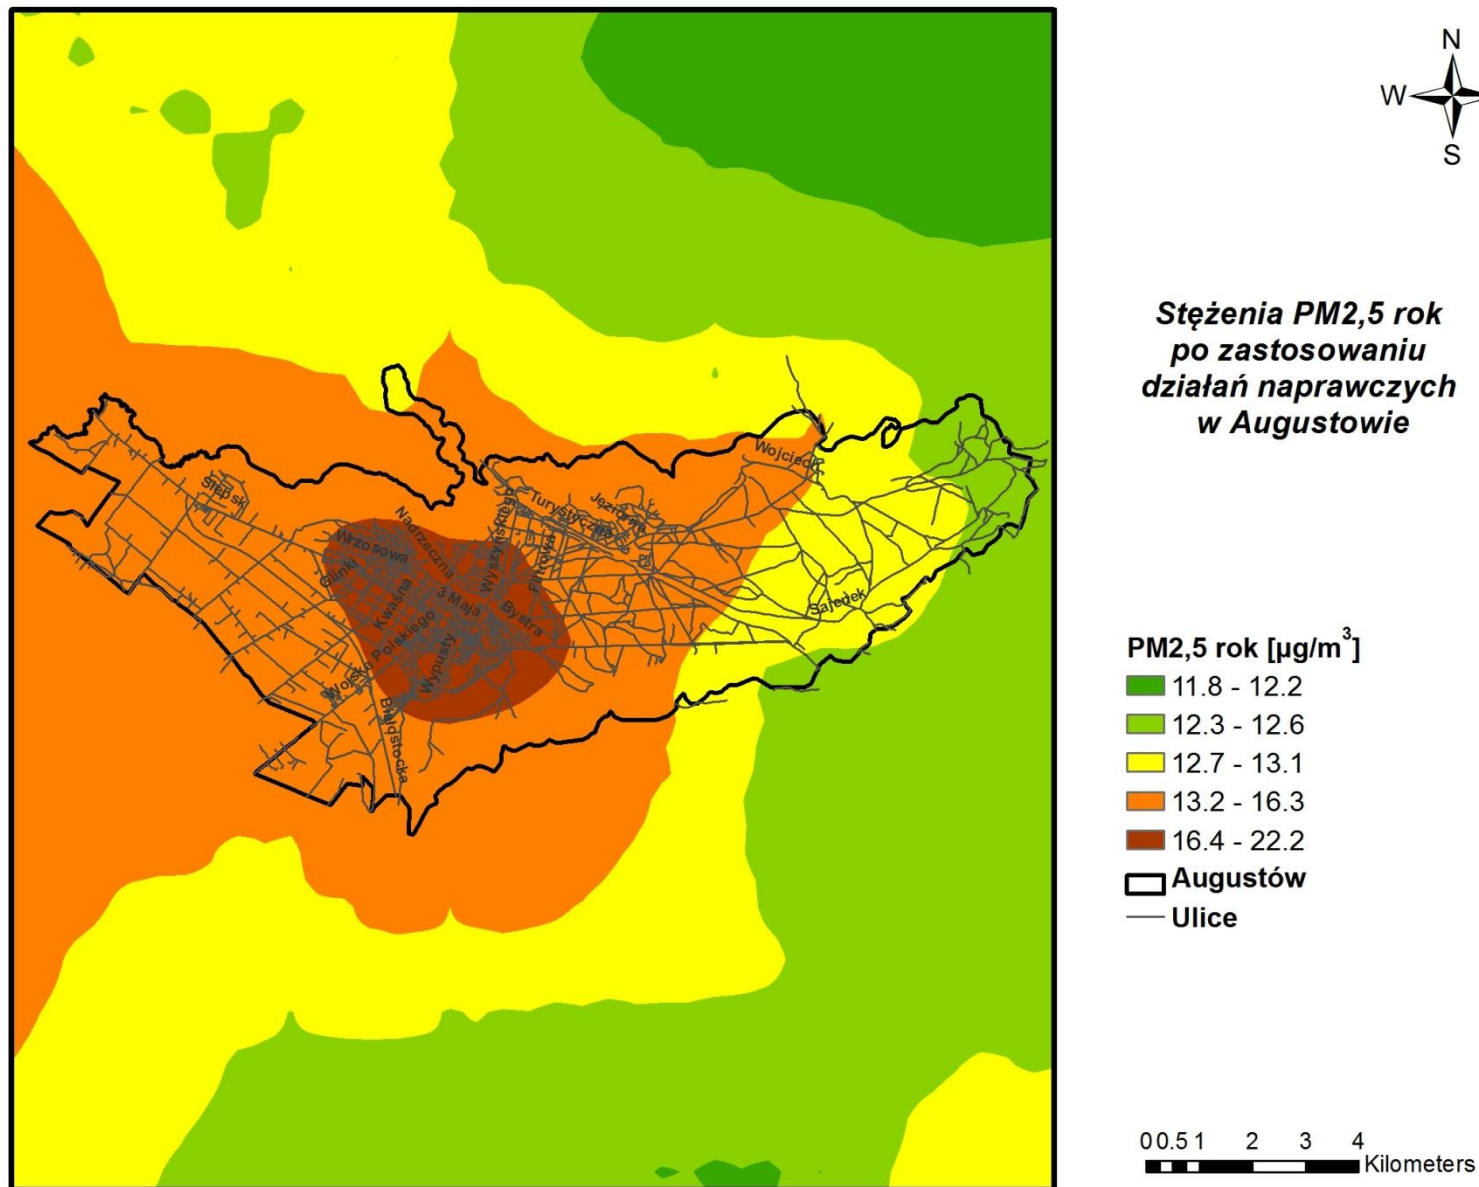 N
W
S
Stężenia PM2,5 rok
po zastosowaniu
działań naprawczych
w Augustowie
Wojciech
Słepsk
Turystyczna
Jeziorna
Nadrzeczna
Wyszyńskiego
Wrzosowa
Filtrowa
Glinki
Kwaśna
3 Maja
Bystra
Sajenek
Wojska Polskiego
Wypusty
Białostocka
PM2,5 rok [µg/m³]
11.8 - 12.2
12.3 - 12.6
12.7 - 13.1
13.2 - 16.3
16.4 - 22.2
Augustów
Ulice
0 0.5 1 2 3 4
Kilometers